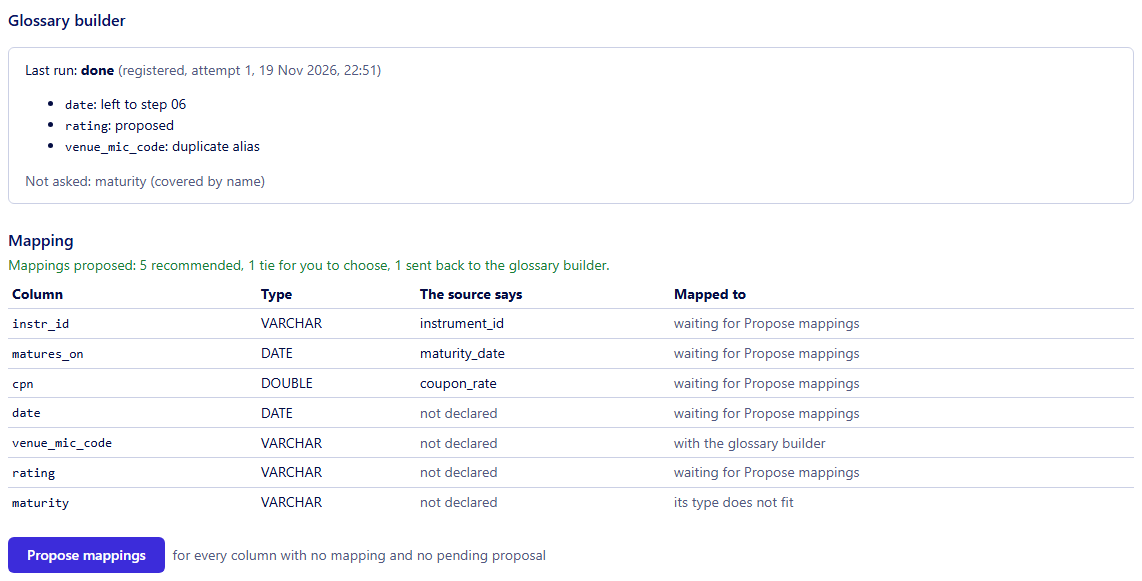 Glossary builder
Last run: done (registered, attempt 1, 19 Nov 2026, 22:51)
• date: left to step 06
• rating: proposed
• venue_mic_code: duplicate alias
Not asked: maturity (covered by name)
Mapping
Mappings proposed: 5 recommended, 1 tie for you to choose, 1 sent back to the glossary builder.
Column Type The source says Mapped to
instr_id VARCHAR instrument_id waiting for Propose mappings
matures_on DATE maturity_date waiting for Propose mappings
cpn DOUBLE coupon_rate waiting for Propose mappings
date DATE not declared waiting for Propose mappings
venue_mic_code VARCHAR not declared with the glossary builder
rating VARCHAR not declared waiting for Propose mappings
maturity VARCHAR not declared its type does not fit
Propose mappings for every column with no mapping and no pending proposal